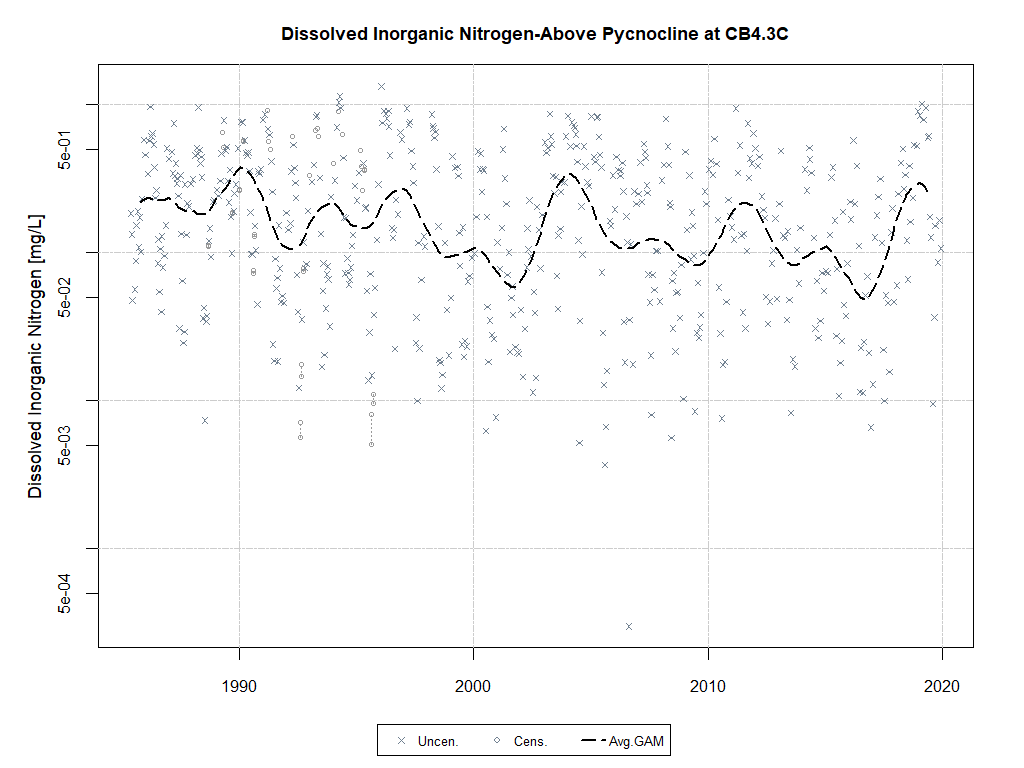 Dissolved Inorganic Nitrogen-Above Pycnocline at CB4.3C
Dissolved Inorganic Nitrogen [mg/L]
5e-01
5e-02
5e-03
5e-04
1990 2000 2010 2020
Uncen. Cens. Avg.GAM